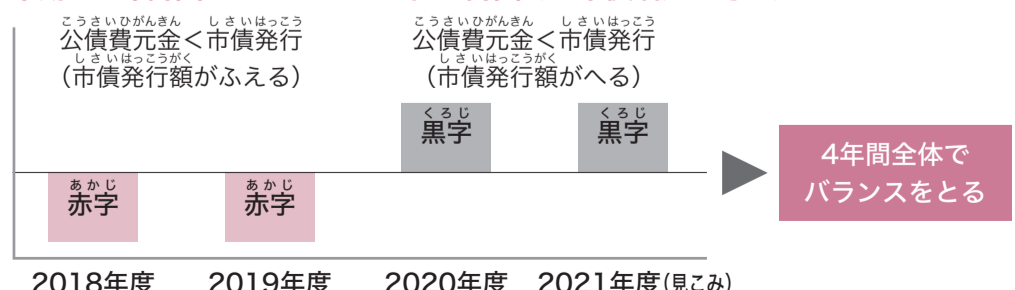 こうさいひがんきん しさいはっこう
公債費元金＜市債発行
しさいはっこうがく
（市債発行額がふえる）
こうさいひがんきん しさいはっこう
公債費元金＜市債発行
しさいはっこうがく
（市債発行額がへる）
あかじ
赤字
あかじ
赤字
くろじ
黒字
くろじ
黒字
4年間全体で
バランスをとる
2018年度
2019年度
2020年度
2021年度（見こみ）